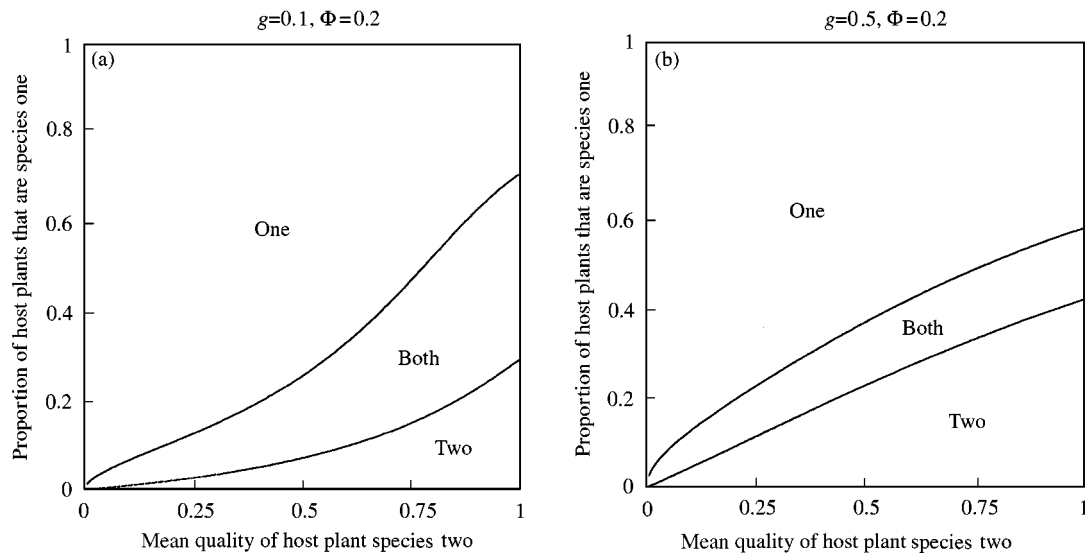 g=0.1, Φ=0.2
(a)
Proportion of host plants that are species one
1
0.8
0.6
0.4
0.2
0
One
Both
Two
0
0.25
0.50
0.75
1
Mean quality of host plant species two
g=0.5, Φ=0.2
(b)
Proportion of host plants that are species one
1
0.8
0.6
0.4
0.2
0
One
Both
Two
0
0.25
0.5
0.75
1
Mean quality of host plant species two